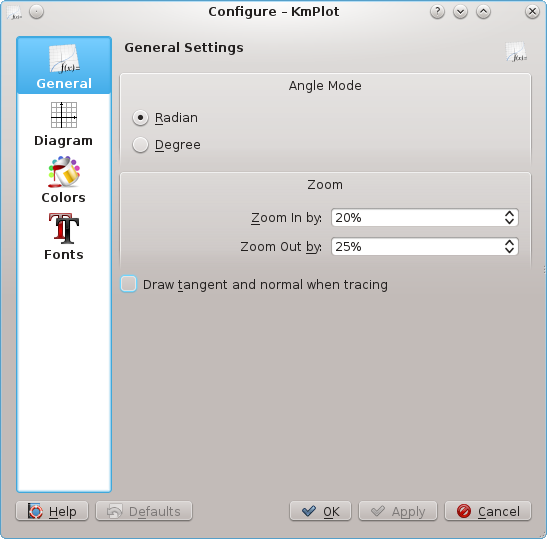 Configure – KmPlot
General
Diagram
Colors
Fonts
General Settings
Angle Mode
Radian
Degree
Zoom
Zoom In by: 20%
Zoom Out by: 25%
Draw tangent and normal when tracing
Help Defaults OK Apply Cancel